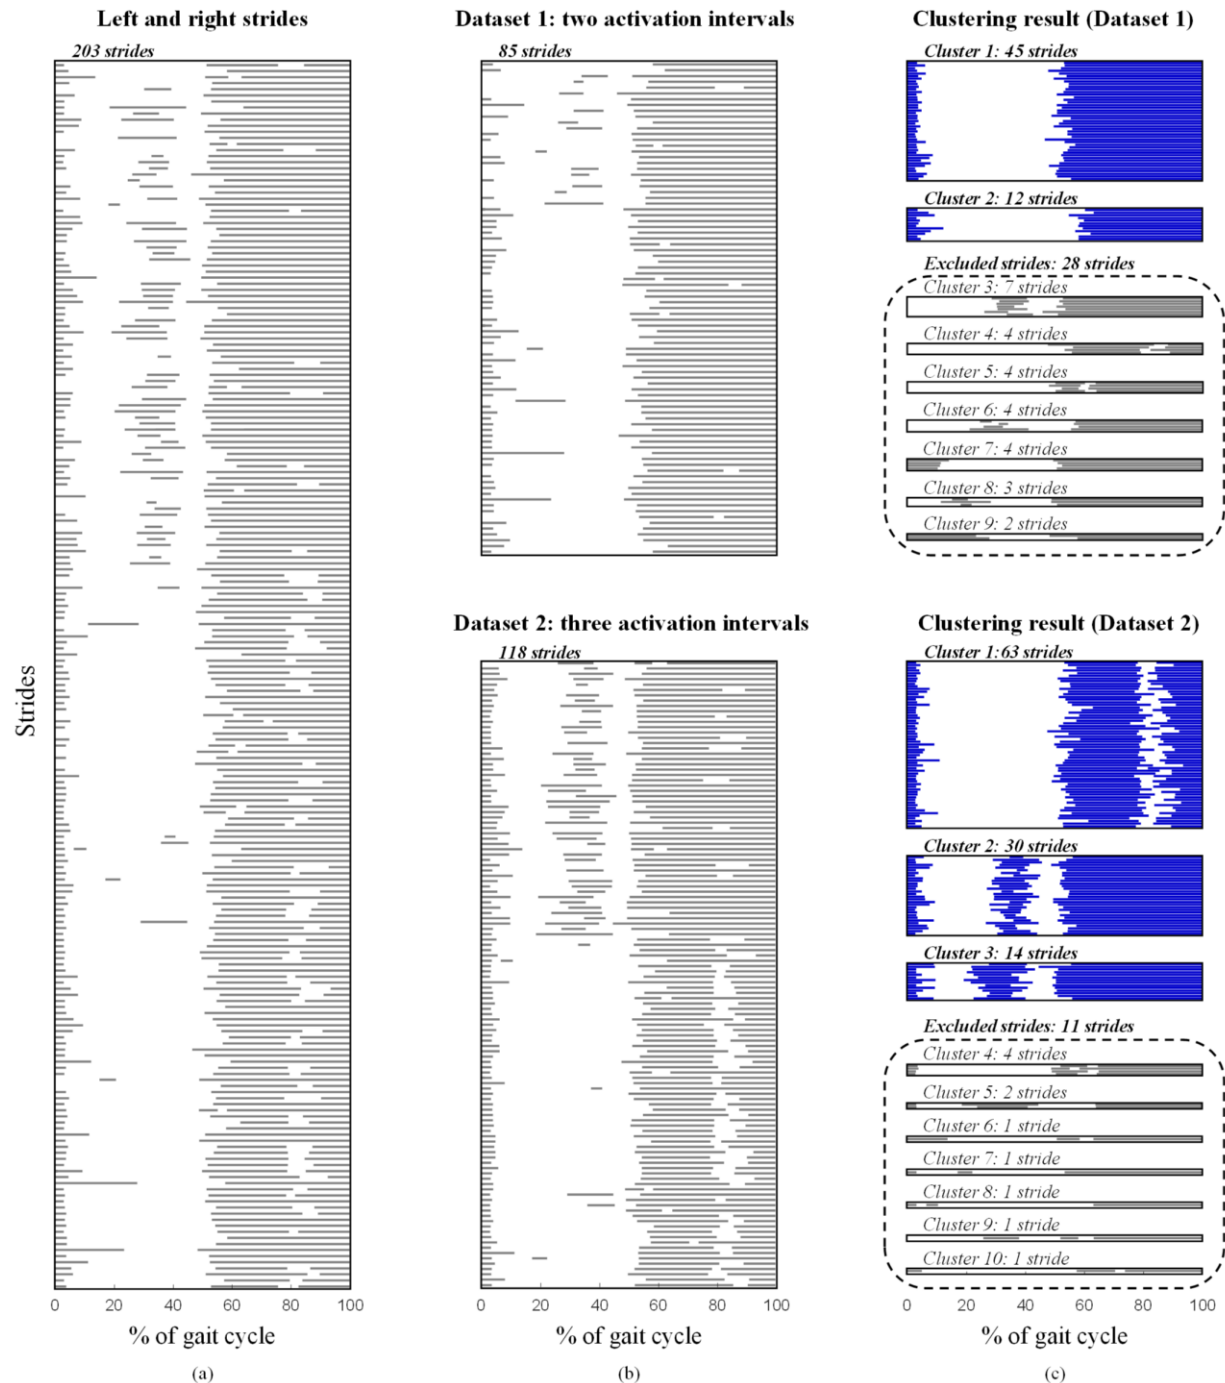 Left and right strides
203 strides
Strides
0 20 40 60 80 100
% of gait cycle
(a)
Dataset 1: two activation intervals
85 strides
Dataset 2: three activation intervals
118 strides
0 20 40 60 80 100
% of gait cycle
(b)
Clustering result (Dataset 1)
Cluster 1: 45 strides
Cluster 2: 12 strides
Excluded strides: 28 strides
Cluster 3: 7 strides
Cluster 4: 4 strides
Cluster 5: 4 strides
Cluster 6: 4 strides
Cluster 7: 4 strides
Cluster 8: 3 strides
Cluster 9: 2 strides
Clustering result (Dataset 2)
Cluster 1:63 strides
Cluster 2: 30 strides
Cluster 3: 14 strides
Excluded strides: 11 strides
Cluster 4: 4 strides
Cluster 5: 2 strides
Cluster 6: 1 stride
Cluster 7: 1 stride
Cluster 8: 1 stride
Cluster 9: 1 stride
Cluster 10: 1 stride
0 20 40 60 80 100
% of gait cycle
(c)